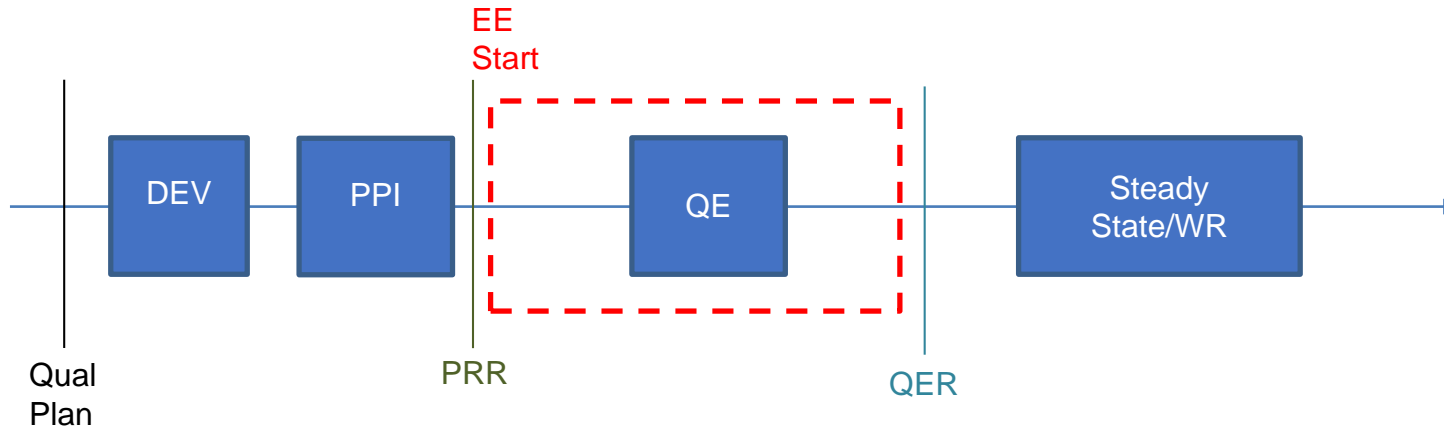 EE
Start
DEV
PPI
QE
Steady
State/WR
Qual
Plan
PRR
QER